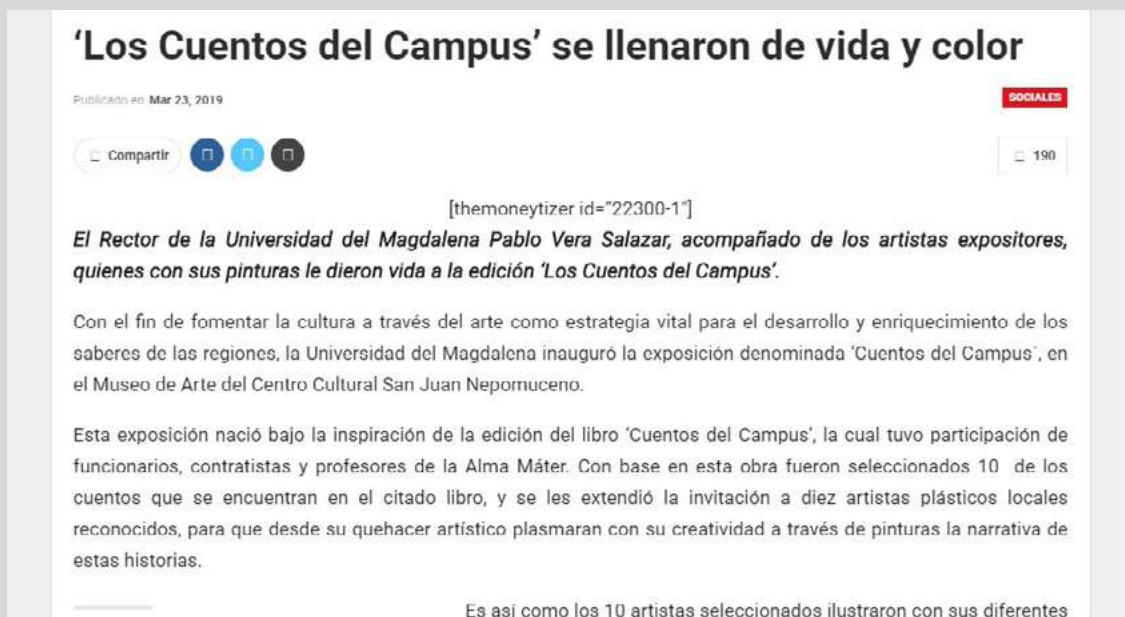 ‘Los Cuentos del Campus’ se llenaron de vida y color
Publicado en Mar 23, 2019
SOCIALES
Compartir
190
[themoneytizer id="22300-1"]
El Rector de la Universidad del Magdalena Pablo Vera Salazar, acompañado de los artistas expositores,
quienes con sus pinturas le dieron vida a la edición ‘Los Cuentos del Campus’.
Con el fin de fomentar la cultura a través del arte como estrategia vital para el desarrollo y enriquecimiento de los
saberes de las regiones, la Universidad del Magdalena inauguró la exposición denominada ‘Cuentos del Campus’, en
el Museo de Arte del Centro Cultural San Juan Nepomuceno.
Esta exposición nació bajo la inspiración de la edición del libro ‘Cuentos del Campus’, la cual tuvo participación de
funcionarios, contratistas y profesores de la Alma Máter. Con base en esta obra fueron seleccionados 10 de los
cuentos que se encuentran en el citado libro, y se les extendió la invitación a diez artistas plásticos locales
reconocidos, para que desde su quehacer artístico plasmaran con su creatividad a través de pinturas la narrativa de
estas historias.
Es así como los 10 artistas seleccionados ilustraron con sus diferentes